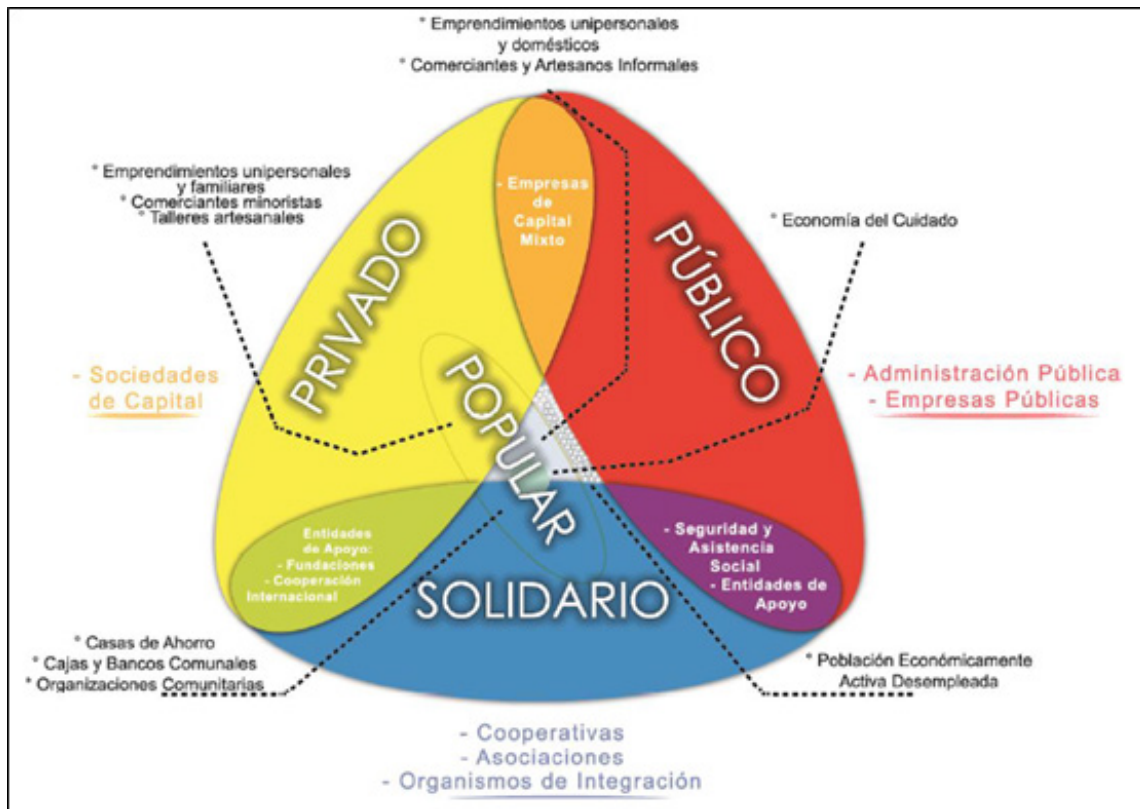 ° Emprendimientos unipersonales
y domésticos
° Comerciantes y Artesanos Informales
° Emprendimientos unipersonales
y familiares
° Comerciantes minoristas
° Talleres artesanales
- Empresas
de
Capital
Mixto
° Economía del Cuidado
PRIVADO
PÚBLICO
POPULAR
- Sociedades
de Capital
- Administración Pública
- Empresas Públicas
Entidades
de Apoyo:
- Fundaciones
- Cooperación
Internacional
- Seguridad y
Asistencia
Social
- Entidades de
Apoyo
SOLIDARIO
° Casas de Ahorro
° Cajas y Bancos Comunales
° Organizaciones Comunitarias
° Población Económicamente
Activa Desempleada
- Cooperativas
- Asociaciones
- Organismos de Integración